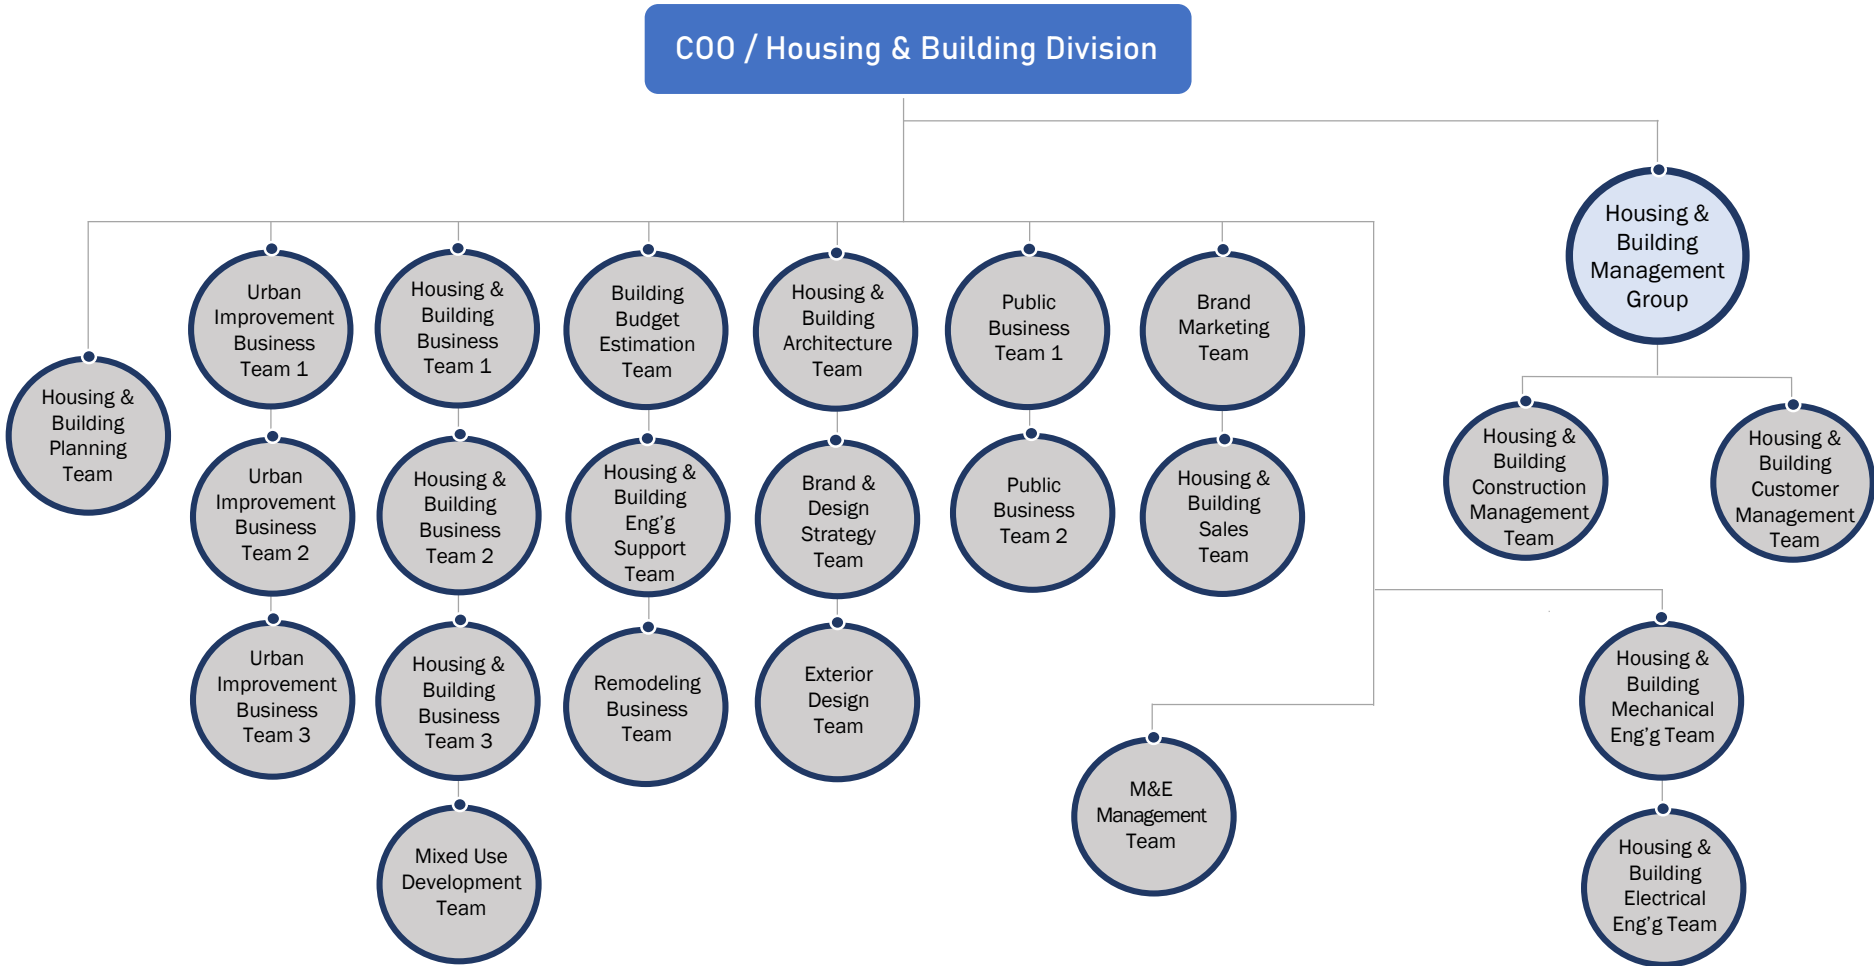 COO / Housing & Building Division
Housing &
Building
Management
Group
Housing &
Building
Planning
Team
Urban
Improvement
Business
Team 1
Housing &
Building
Business
Team 1
Building
Budget
Estimation
Team
Housing &
Building
Architecture
Team
Public
Business
Team 1
Brand
Marketing
Team
Urban
Improvement
Business
Team 2
Housing &
Building
Business
Team 2
Housing &
Building
Eng’g
Support
Team
Brand &
Design
Strategy
Team
Public
Business
Team 2
Housing &
Building
Sales
Team
Housing &
Building
Construction
Management
Team
Housing &
Building
Customer
Management
Team
Urban
Improvement
Business
Team 3
Housing &
Building
Business
Team 3
Remodeling
Business
Team
Exterior
Design
Team
Housing &
Building
Mechanical
Eng’g Team
Mixed Use
Development
Team
M&E
Management
Team
Housing &
Building
Electrical
Eng’g Team